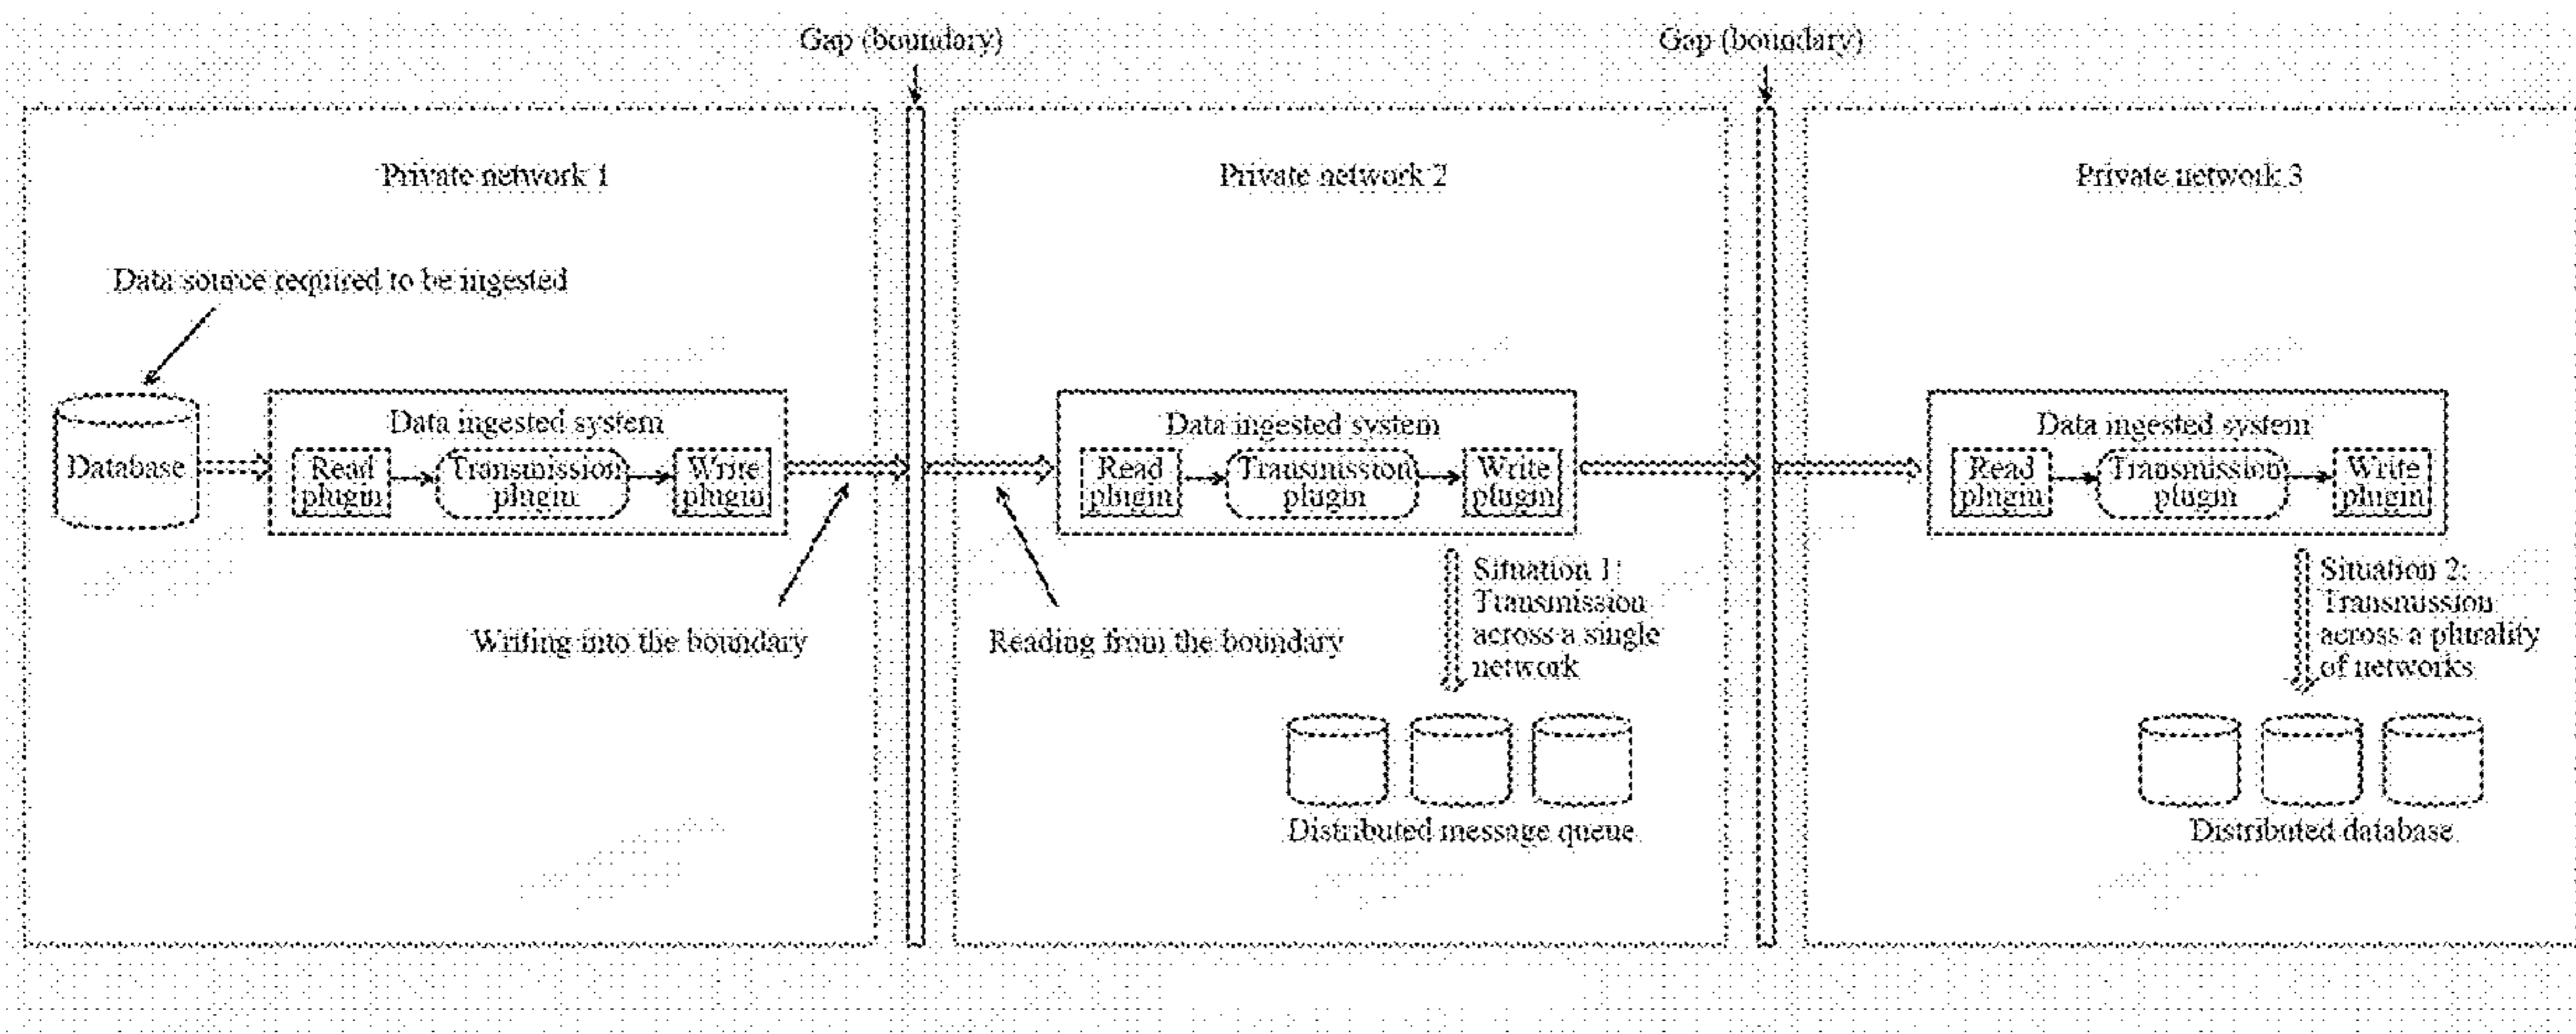 Gap (boundary)
Gap (boundary)
Private network 1
Private network 2
Private network 3
Data source required to be ingested
Database
Data ingested system
Read
plugin
Transmission
plugin
Write
plugin
Data ingested system
Read
plugin
Transmission
plugin
Write
plugin
Data ingested system
Read
plugin
Transmission
plugin
Write
plugin
Writing into the boundary
Reading from the boundary
Situation 1:
Transmission
across a single
network
Situation 2:
Transmission
across a plurality
of networks
Distributed message queue
Distributed database